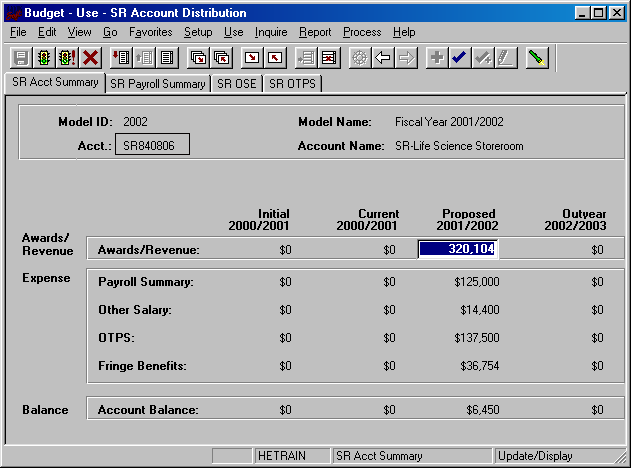 Budget - Use - SR Account Distribution
File Edit View Go Favorites Setup Use Inquire Report Process Help
SR Acct Summary SR Payroll Summary SR OSE SR OTPS
Model ID: 2002 Model Name: Fiscal Year 2001/2002
Acct.: SR840806 Account Name: SR-Life Science Storeroom
Initial Current Proposed Outyear
2000/2001 2000/2001 2001/2002 2002/2003
Awards/
Revenue
Awards/Revenue: $0 $0 320,104 $0
Expense
Payroll Summary: $0 $0 $125,000 $0
Other Salary: $0 $0 $14,400 $0
OTPS: $0 $0 $137,500 $0
Fringe Benefits: $0 $0 $36,754 $0
Balance Account Balance: $0 $0 $6,450 $0
HETRAIN SR Acct Summary Update/Display